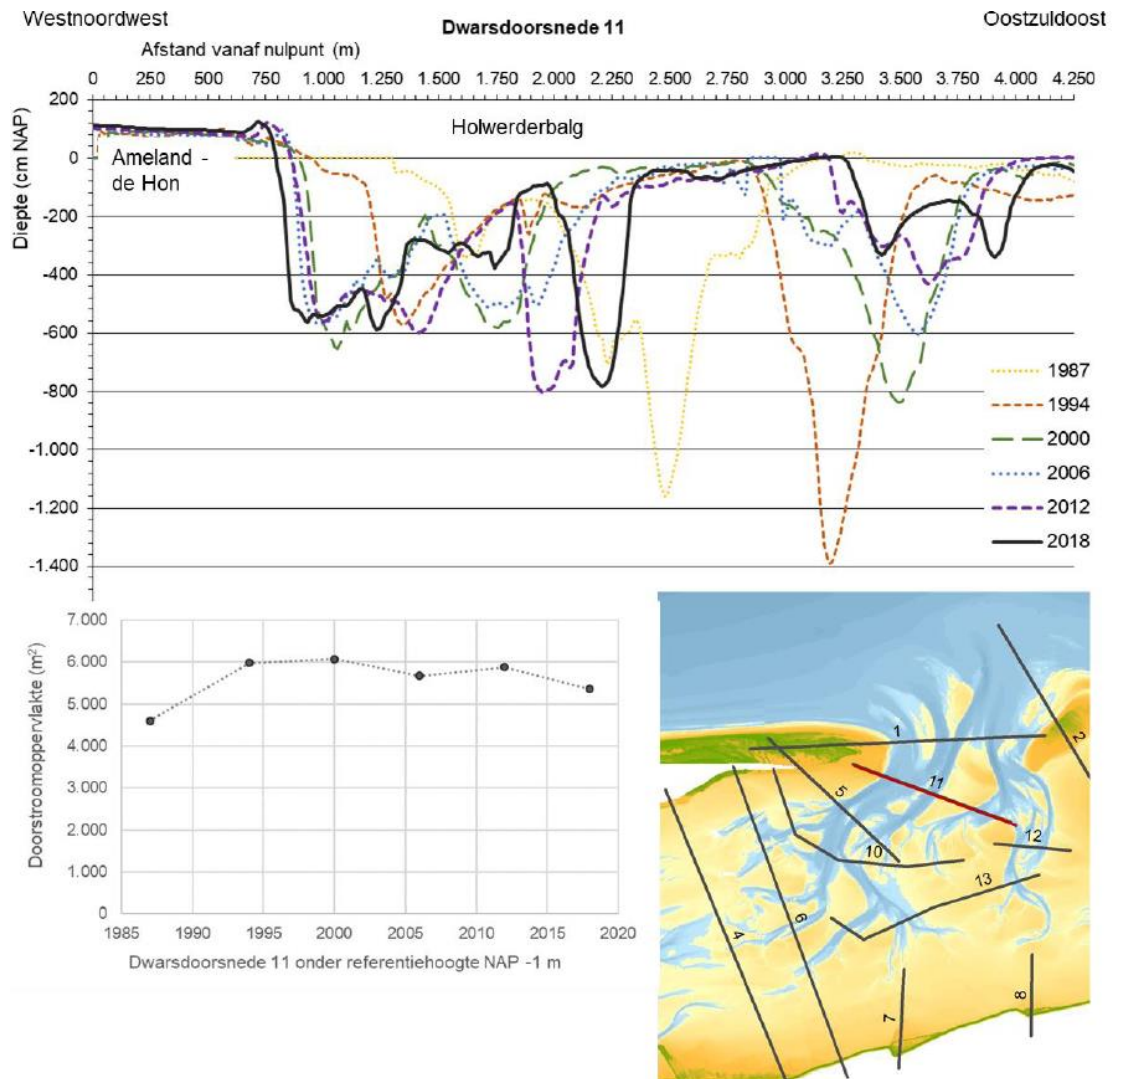 Westnoordwest
Dwarsdoorsnede 11
Oostzuidoost
Afstand vanaf nulpunt (m)
0 250 500 750 1.000 1.250 1.500 1.750 2.000 2.250 2.500 2.750 3.000 3.250 3.500 3.750 4.000 4.250
Diepte (cm NAP)
200
0
-200
-400
-600
-800
-1.000
-1.200
-1.400
Holwerderbalg
Ameland -
de Hon
1987
1994
2000
2006
2012
2018
Doorstroomoppervlakte (m²)
7.000
6.000
5.000
4.000
3.000
2.000
1.000
0
1985 1990 1995 2000 2005 2010 2015 2020
Dwarsdoorsnede 11 onder referentiehoogte NAP -1 m
1
2
11
5
12
10
13
4
6
7
8